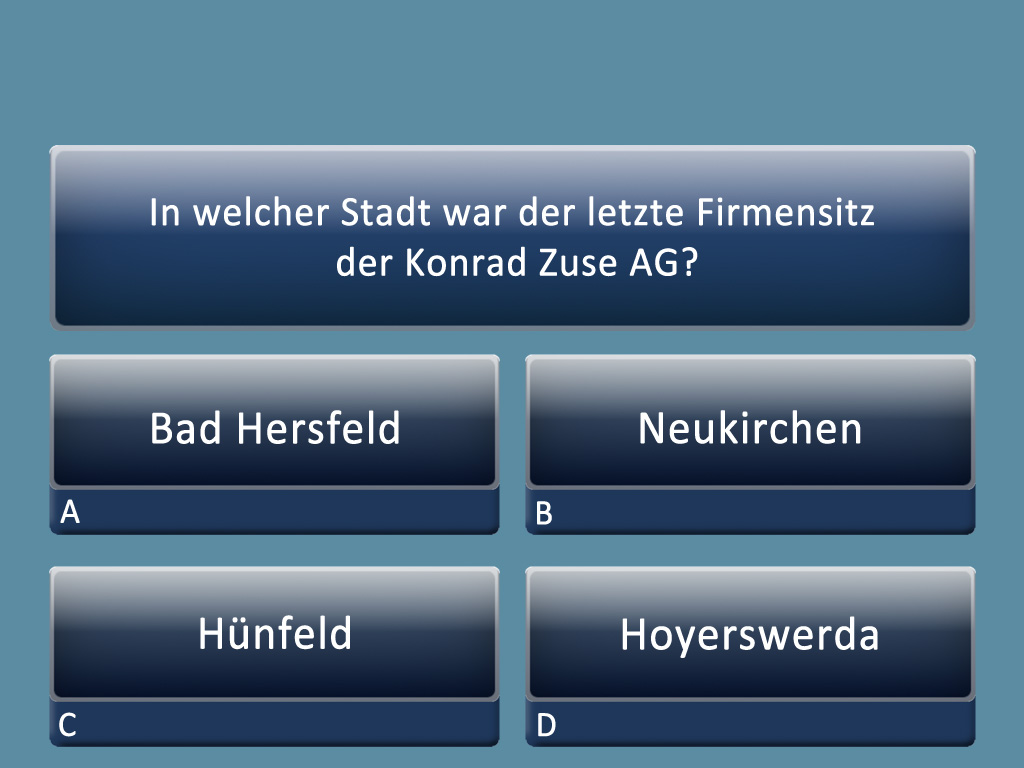 In welcher Stadt war der letzte Firmensitz
der Konrad Zuse AG?
Bad Hersfeld
A
Neukirchen
B
Hünfeld
C
Hoyerswerda
D